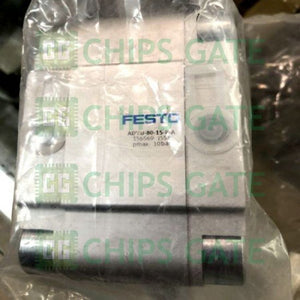 CHIPS GATE
FESTO
ADVU-80-15-P-A
156569
pmax. 10bar
CHIPS GATE
CHIPS GATE
CHIPS GATE